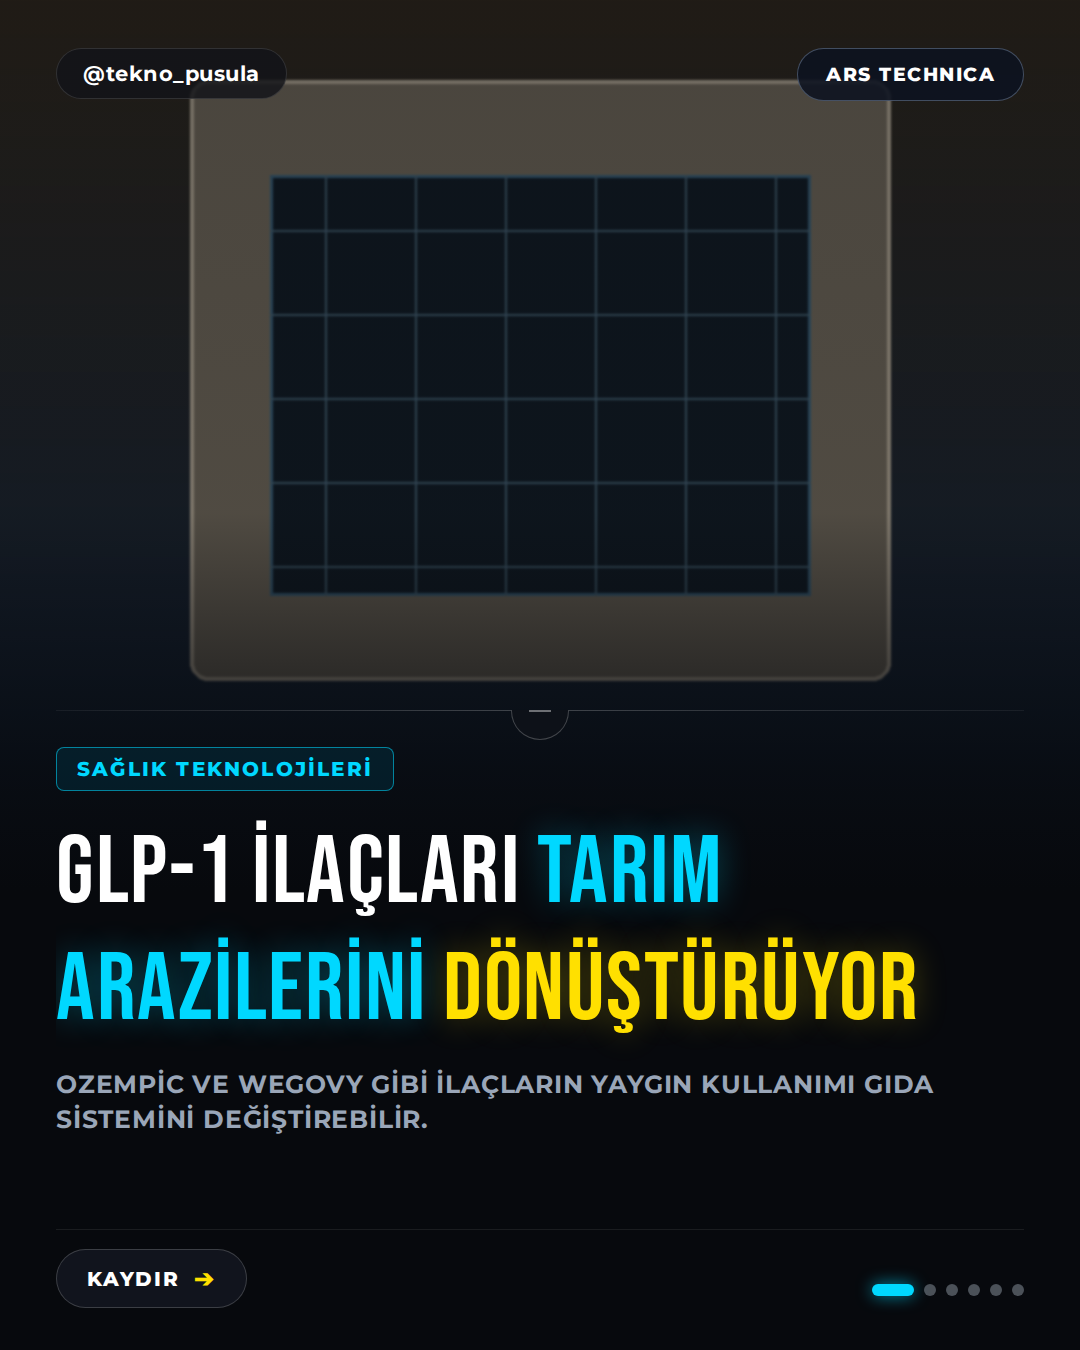 @tekno_pusula
ARS TECHNICA
SAĞLIK TEKNOLOJİLERİ
GLP-1 İLAÇLARI TARIM
ARAZİLERİNİ DÖNÜŞTÜRÜYOR
OZEMPİC VE WEGOVY GİBİ İLAÇLARIN YAYGIN KULLANIMI GIDA
SİSTEMİNİ DEĞİŞTİREBİLİR.
KAYDIR ➔